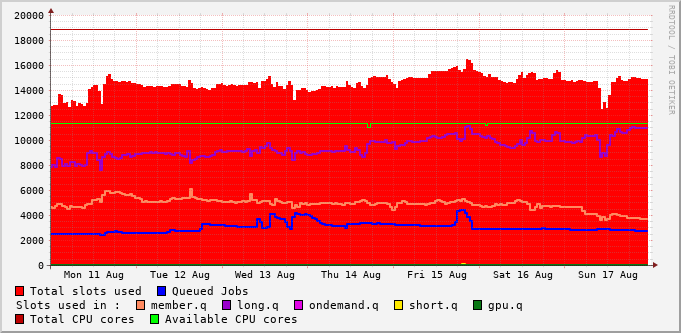 RRDTOOL / TOBI OETIKER
20000
18000
16000
14000
12000
10000
8000
6000
4000
2000
0
Mon 11 Aug Tue 12 Aug Wed 13 Aug Thu 14 Aug Fri 15 Aug Sat 16 Aug Sun 17 Aug
Total slots used Queued Jobs
Slots used in : member.q long.q ondemand.q short.q gpu.q
Total CPU cores Available CPU cores